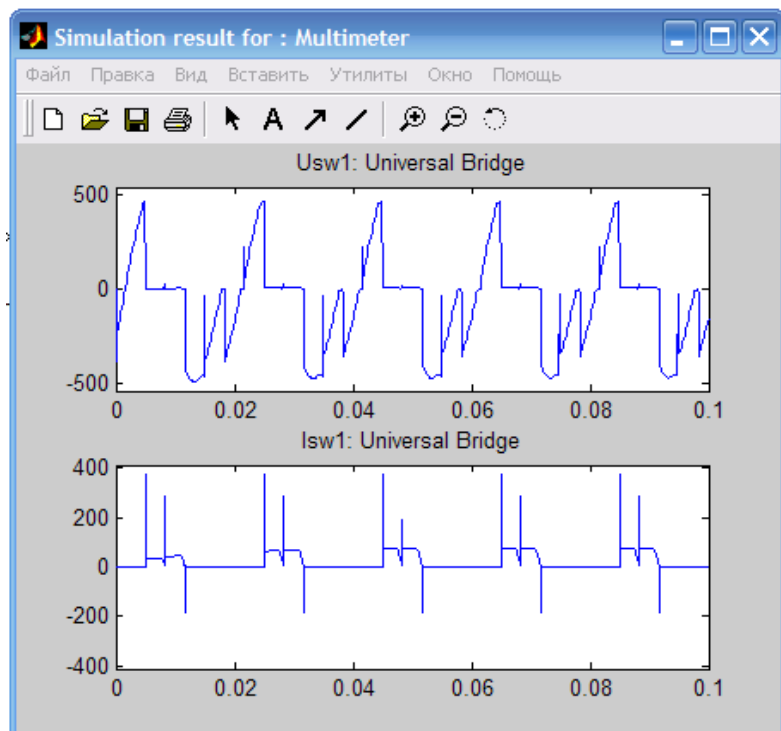 Simulation result for : Multimeter
Файл Правка Вид Вставить Утилиты Окно Помощь
A
Usw1: Universal Bridge
500
0
-500
0 0.02 0.04 0.06 0.08 0.1
Isw1: Universal Bridge
400
200
0
-200
-400
0 0.02 0.04 0.06 0.08 0.1